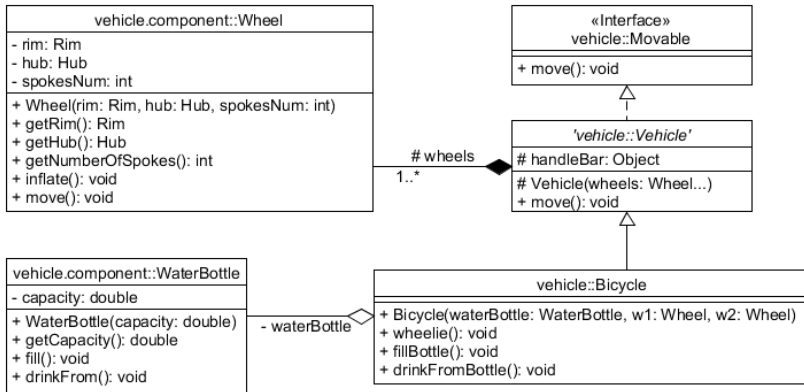 vehicle.component::Wheel
- rim: Rim
- hub: Hub
- spokesNum: int
+ Wheel(rim: Rim, hub: Hub, spokesNum: int)
+ getRim(): Rim
+ getHub(): Hub
+ getNumberOfSpokes(): int
+ inflate(): void
+ move(): void
# wheels
1..*
«Interface»
vehicle::Movable
+ move(): void
'vehicle::Vehicle'
# handleBar: Object
# Vehicle(wheels: Wheel...)
+ move(): void
vehicle.component::WaterBottle
- capacity: double
+ WaterBottle(capacity: double)
+ getCapacity(): double
+ fill(): void
+ drinkFrom(): void
- waterBottle
vehicle::Bicycle
+ Bicycle(waterBottle: WaterBottle, w1: Wheel, w2: Wheel)
+ wheelie(): void
+ fillBottle(): void
+ drinkFromBottle(): void